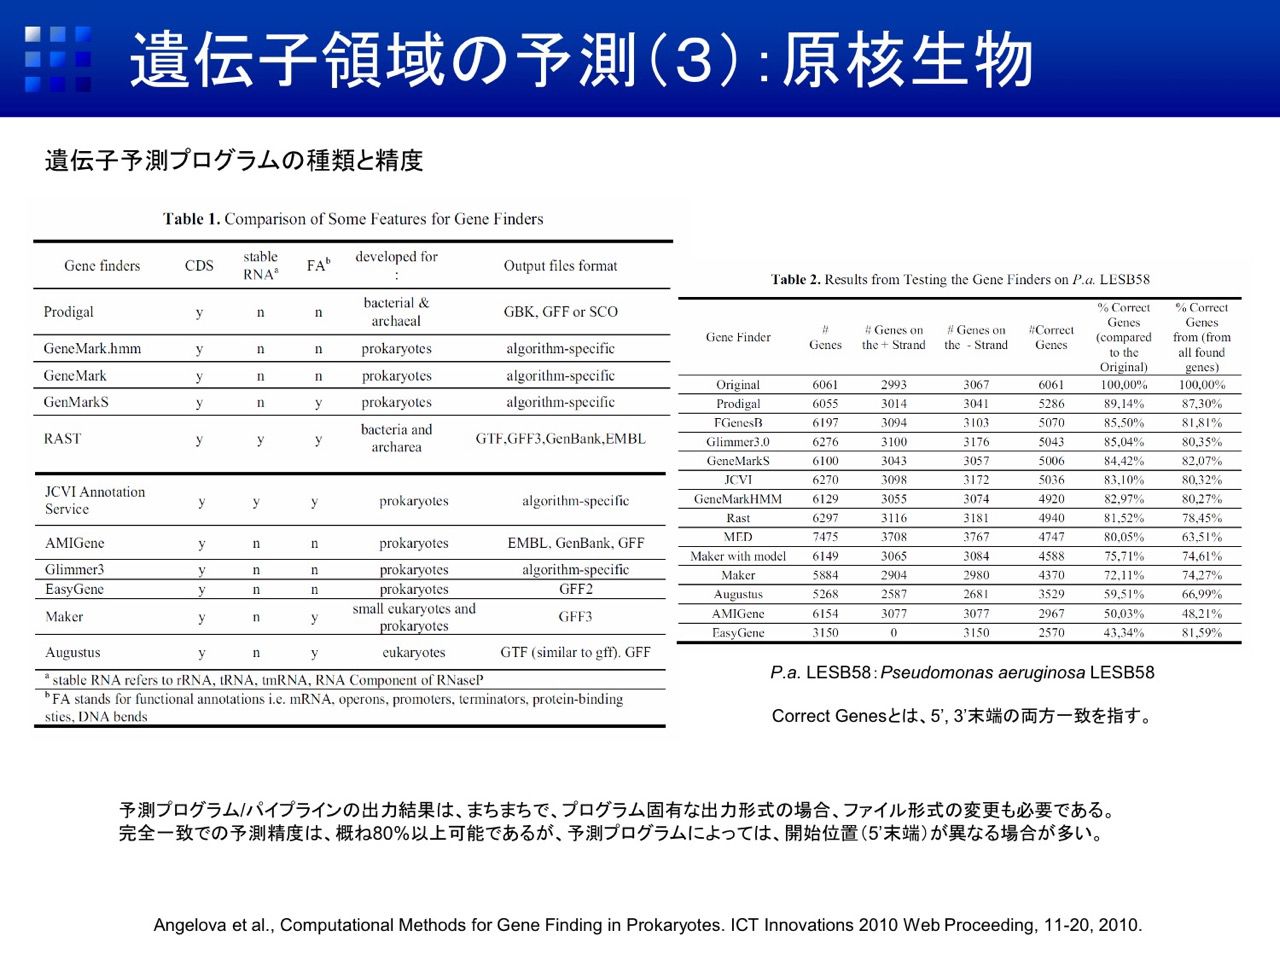 遺伝子領域の予測（３）：原核生物
遺伝子予測プログラムの種類と精度
Table 1. Comparison of Some Features for Gene Finders
Gene finders CDS stable RNAa FAb developed for : Output files format
Prodigal y n n bacterial & archaeal GBK, GFF or SCO
GeneMark.hmm y n n prokaryotes algorithm-specific
GeneMark y n n prokaryotes algorithm-specific
GenMarkS y n y prokaryotes algorithm-specific
RAST y y y bacteria and archarea GTF,GFF3,GenBank,EMBL
JCVI Annotation Service y y y prokaryotes algorithm-specific
AMIGene y n n prokaryotes EMBL, GenBank, GFF
Glimmer3 y n n prokaryotes algorithm-specific
EasyGene y n n prokaryotes GFF2
Maker y n y small eukaryotes and prokaryotes GFF3
Augustus y n y eukaryotes GTF (similar to gff). GFF
a stable RNA refers to rRNA, tRNA, tmRNA, RNA Component of RNaseP
b FA stands for functional annotations i.e. mRNA, operons, promoters, terminators, protein-binding
sties, DNA bends
Table 2. Results from Testing the Gene Finders on P.a. LESB58
Gene Finder # Genes # Genes on the + Strand # Genes on the - Strand #Correct Genes % Correct Genes (compared to the Original) % Correct Genes from (from all found genes)
Original 6061 2993 3067 6061 100,00% 100,00%
Prodigal 6055 3014 3041 5286 89,14% 87,30%
FGenesB 6197 3094 3103 5070 85,50% 81,81%
Glimmer3.0 6276 3100 3176 5043 85,04% 80,35%
GeneMarkS 6100 3043 3057 5006 84,42% 82,07%
JCVI 6270 3098 3172 5036 83,10% 80,32%
GeneMarkHMM 6129 3055 3074 4920 82,97% 80,27%
Rast 6297 3116 3181 4940 81,52% 78,45%
MED 7475 3708 3767 4747 80,05% 63,51%
Maker with model 6149 3065 3084 4588 75,71% 74,61%
Maker 5884 2904 2980 4370 72,11% 74,27%
Augustus 5268 2587 2681 3529 59,51% 66,99%
AMIGene 6154 3077 3077 2967 50,03% 48,21%
EasyGene 3150 0 3150 2570 43,34% 81,59%
P.a. LESB58：Pseudomonas aeruginosa LESB58
Correct Genesとは、5’, 3’末端の両方一致を指す。
予測プログラム/パイプラインの出力結果は、まちまちで、プログラム固有な出力形式の場合、ファイル形式の変更も必要である。
完全一致での予測精度は、概ね80%以上可能であるが、予測プログラムによっては、開始位置（5’末端）が異なる場合が多い。
Angelova et al., Computational Methods for Gene Finding in Prokaryotes. ICT Innovations 2010 Web Proceeding, 11-20, 2010.